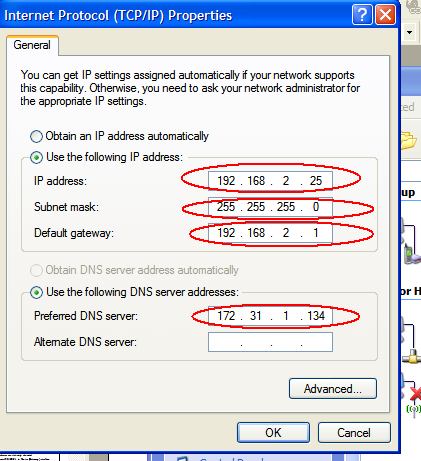 Internet Protocol (TCP/IP) Properties
General
You can get IP settings assigned automatically if your network supports
this capability. Otherwise, you need to ask your network administrator for
the appropriate IP settings.
Obtain an IP address automatically
Use the following IP address:
IP address: 192 . 168 . 2 . 25
Subnet mask: 255 . 255 . 255 . 0
Default gateway: 192 . 168 . 2 . 1
Obtain DNS server address automatically
Use the following DNS server addresses:
Preferred DNS server: 172 . 31 . 1 . 134
Alternate DNS server: . . .
Advanced...
OK Cancel